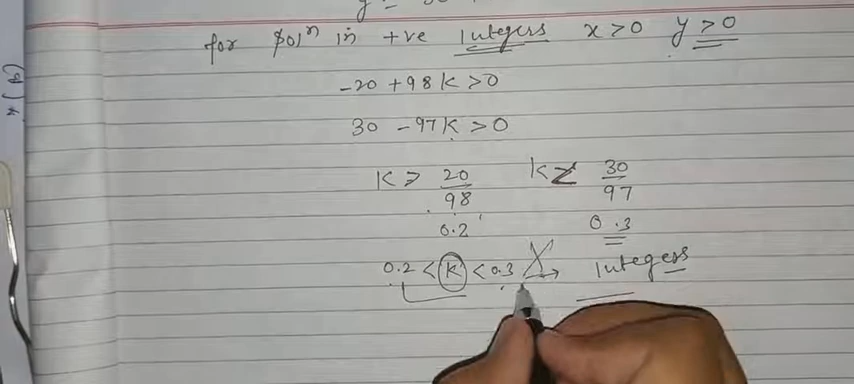 for solⁿ in +ve Integers x>0 y>0
-20 + 98K > 0
30 - 97K > 0
K > 20/98 K < 30/97
0.2 0.3
0.2 < K < 0.3 Integers